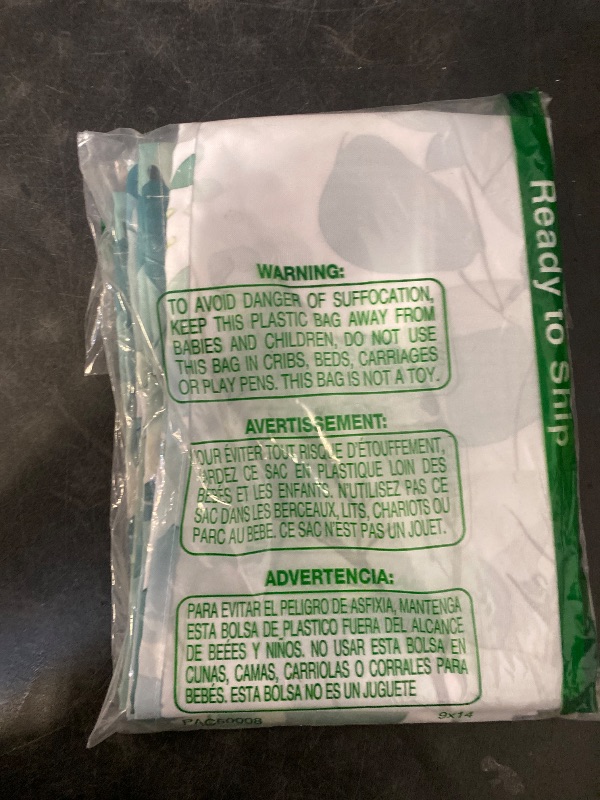 WARNING:
TO AVOID DANGER OF SUFFOCATION,
KEEP THIS PLASTIC BAG AWAY FROM
BABIES AND CHILDREN, DO NOT USE
THIS BAG IN CRIBS, BEDS, CARRIAGES
OR PLAY PENS. THIS BAG IS NOT A TOY.
AVERTISSEMENT:
OUR ÉVITER TOUT RISQUE D'ÉTOUFFEMENT,
ARDEZ CE SAC EN PLASTIQUE LOIN DES
BÉBÉS ET LES ENFANTS. N'UTILISEZ PAS CE
SAC DANS LES BERCEAUX, LITS, CHARIOTS OU
PARC AU BEBE. CE SAC N'EST PAS UN JOUET.
ADVERTENCIA:
PARA EVITAR EL PELIGRO DE ASFIXIA, MANTENGA
ESTA BOLSA DE PLASTICO FUERA DEL ALCANCE
DE BEÉES Y NIÑOS. NO USAR ESTA BOLSA EN
CUNAS, CAMAS, CARRIOLAS O CORRALES PARA
BEBÉS. ESTA BOLSA NO ES UN JUGUETE
PAC60008 9x14
Ready to Ship